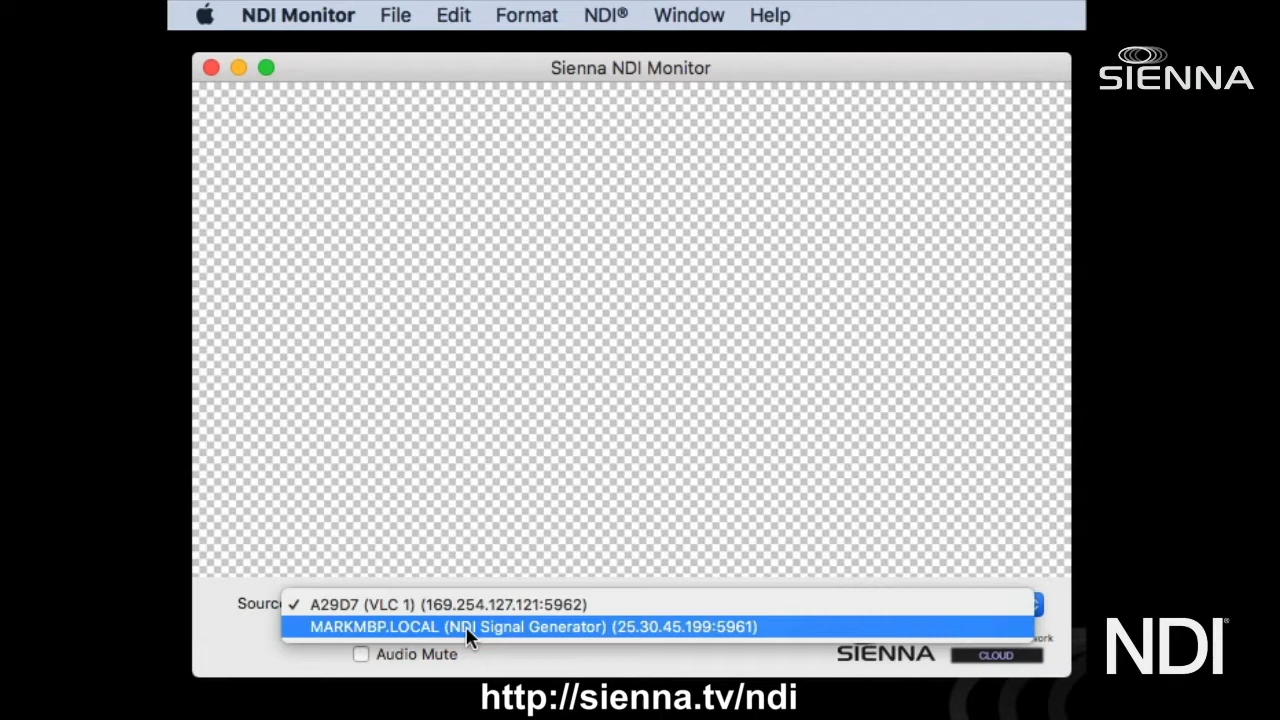 NDI Monitor File Edit Format NDI® Window Help
Sienna NDI Monitor
SIENNA
Source
✓ A29D7 (VLC 1) (169.254.127.121:5962)
MARKMBP.LOCAL (NDI Signal Generator) (25.30.45.199:5961)
Audio Mute
SIENNA
CLOUD
NDI®
http://sienna.tv/ndi